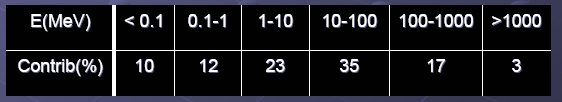 E(MeV) < 0.1 0.1-1 1-10 10-100 100-1000 >1000
Contrib(%) 10 12 23 35 17 3